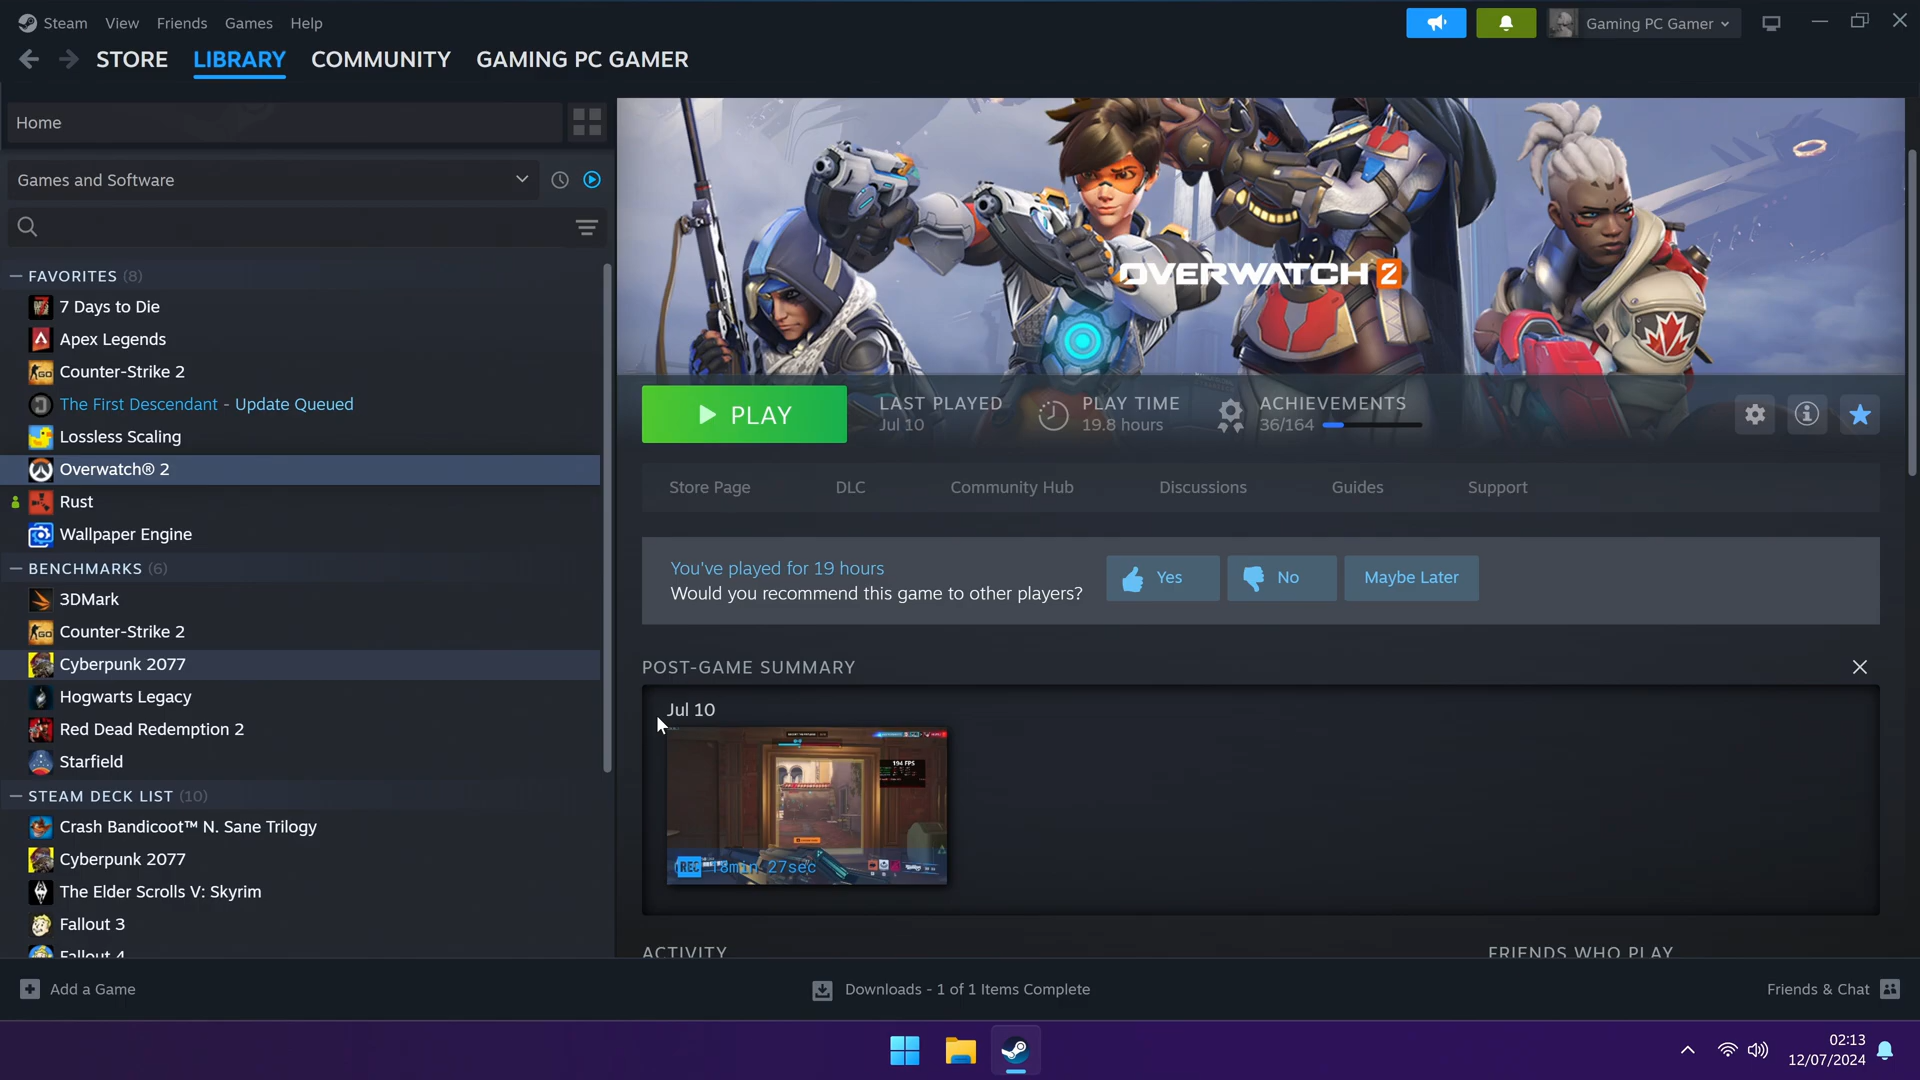 Steam View Friends Games Help
Gaming PC Gamer
STORE LIBRARY COMMUNITY GAMING PC GAMER
Home
Games and Software
— FAVORITES (8)
7 Days to Die
Apex Legends
Counter-Strike 2
The First Descendant - Update Queued
Lossless Scaling
Overwatch® 2
Rust
Wallpaper Engine
— BENCHMARKS (6)
3DMark
Counter-Strike 2
Cyberpunk 2077
Hogwarts Legacy
Red Dead Redemption 2
Starfield
— STEAM DECK LIST (10)
Crash Bandicoot™ N. Sane Trilogy
Cyberpunk 2077
The Elder Scrolls V: Skyrim
Fallout 3
Fallout 4
OVERWATCH 2
PLAY
LAST PLAYED
Jul 10
PLAY TIME
19.8 hours
ACHIEVEMENTS
36/164
Store Page DLC Community Hub Discussions Guides Support
You've played for 19 hours
Would you recommend this game to other players?
Yes No Maybe Later
POST-GAME SUMMARY
Jul 10
194 FPS
REC 18min 27sec
ACTIVITY
FRIENDS WHO PLAY
Add a Game
Downloads - 1 of 1 Items Complete
Friends & Chat
02:13
12/07/2024